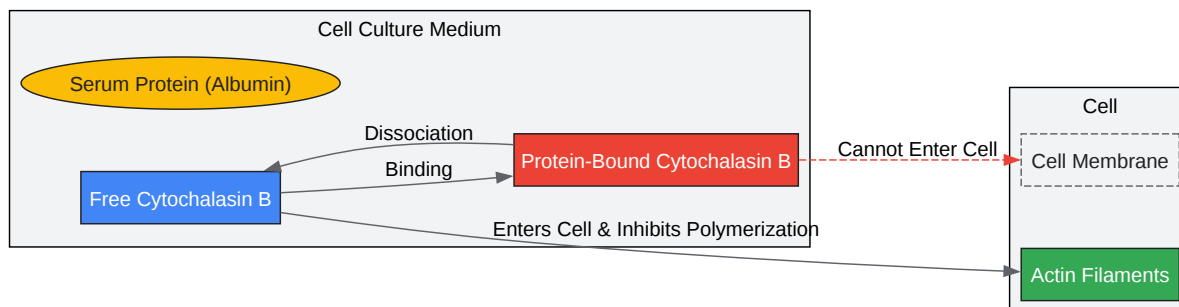 Cell Culture Medium
Serum Protein (Albumin)
Dissociation
Binding
Free Cytochalasin B
Protein-Bound Cytochalasin B
Cannot Enter Cell
Enters Cell & Inhibits Polymerization
Cell
Cell Membrane
Actin Filaments